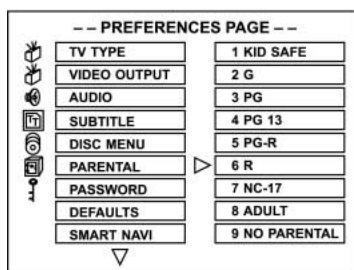 -- PREFERENCES PAGE --
TV TYPE
VIDEO OUTPUT
AUDIO
SUBTITLE
DISC MENU
PARENTAL
PASSWORD
DEFAULTS
SMART NAVI
1 KID SAFE
2 G
3 PG
4 PG 13
5 PG-R
6 R
7 NC-17
8 ADULT
9 NO PARENTAL